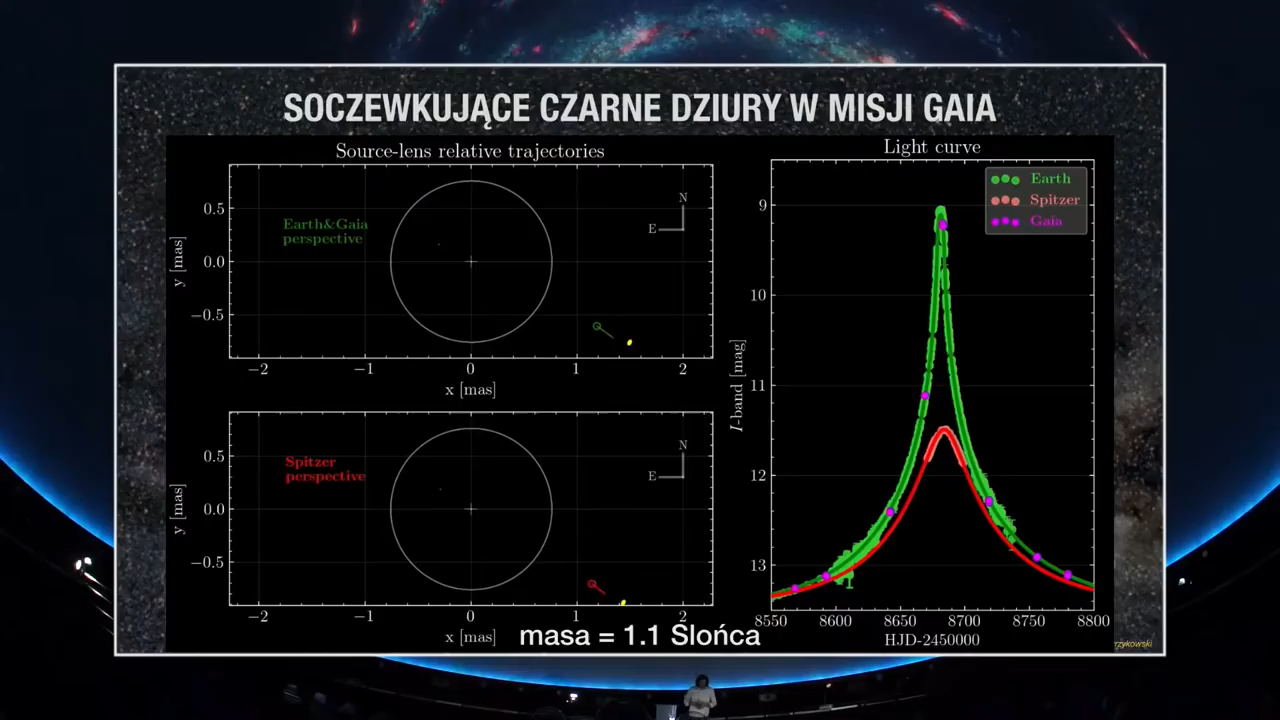 SOCZEWKUJĄCE CZARNE DZIURY W MISJI GAIA
Source-lens relative trajectories
Earth&Gaia
perspective
N
E
0.5
0.0
−0.5
y [mas]
−2
−1
0
1
2
x [mas]
Spitzer
perspective
N
E
0.5
0.0
−0.5
y [mas]
−2
−1
0
1
2
x [mas]
masa = 1.1 Słońca
Light curve
Earth
Spitzer
Gaia
9
10
11
12
13
I-band [mag]
8550
8600
8650
8700
8750
8800
HJD-2450000